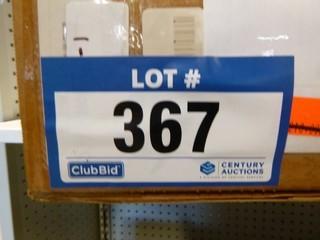 LOT #
367
ClubBid
CENTURY
AUCTIONS